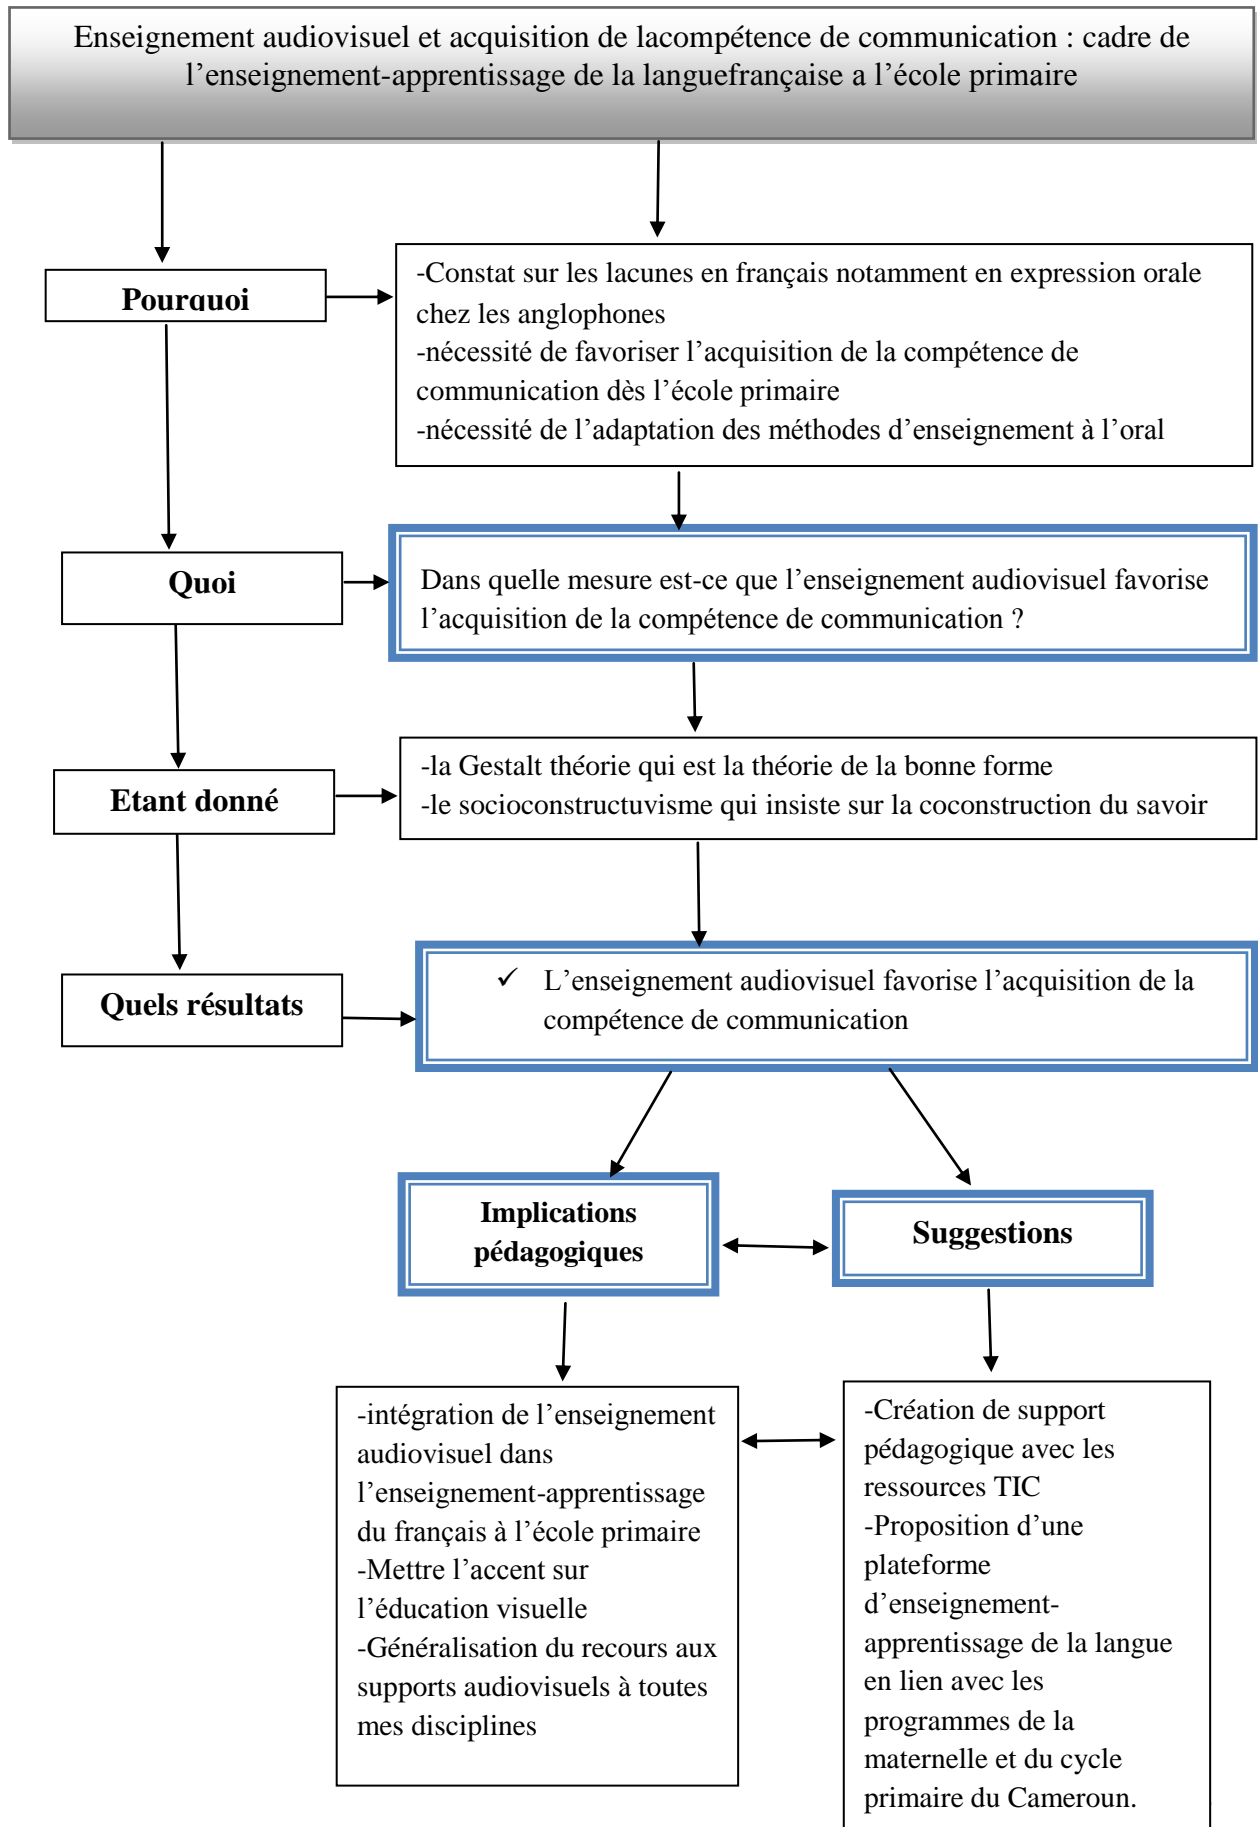 Enseignement audiovisuel et acquisition de lacompétence de communication : cadre de
l’enseignement-apprentissage de la languefrançaise a l’école primaire
Pourquoi
-Constat sur les lacunes en français notamment en expression orale
chez les anglophones
-nécessité de favoriser l’acquisition de la compétence de
communication dès l’école primaire
-nécessité de l’adaptation des méthodes d’enseignement à l’oral
Quoi
Dans quelle mesure est-ce que l’enseignement audiovisuel favorise
l’acquisition de la compétence de communication ?
Etant donné
-la Gestalt théorie qui est la théorie de la bonne forme
-le socioconstructuvisme qui insiste sur la coconstruction du savoir
Quels résultats
✓ L’enseignement audiovisuel favorise l’acquisition de la
compétence de communication
Implications
pédagogiques
Suggestions
-intégration de l’enseignement
audiovisuel dans
l’enseignement-apprentissage
du français à l’école primaire
-Mettre l’accent sur
l’éducation visuelle
-Généralisation du recours aux
supports audiovisuels à toutes
mes disciplines
-Création de support
pédagogique avec les
ressources TIC
-Proposition d’une
plateforme
d’enseignement-
apprentissage de la langue
en lien avec les
programmes de la
maternelle et du cycle
primaire du Cameroun.